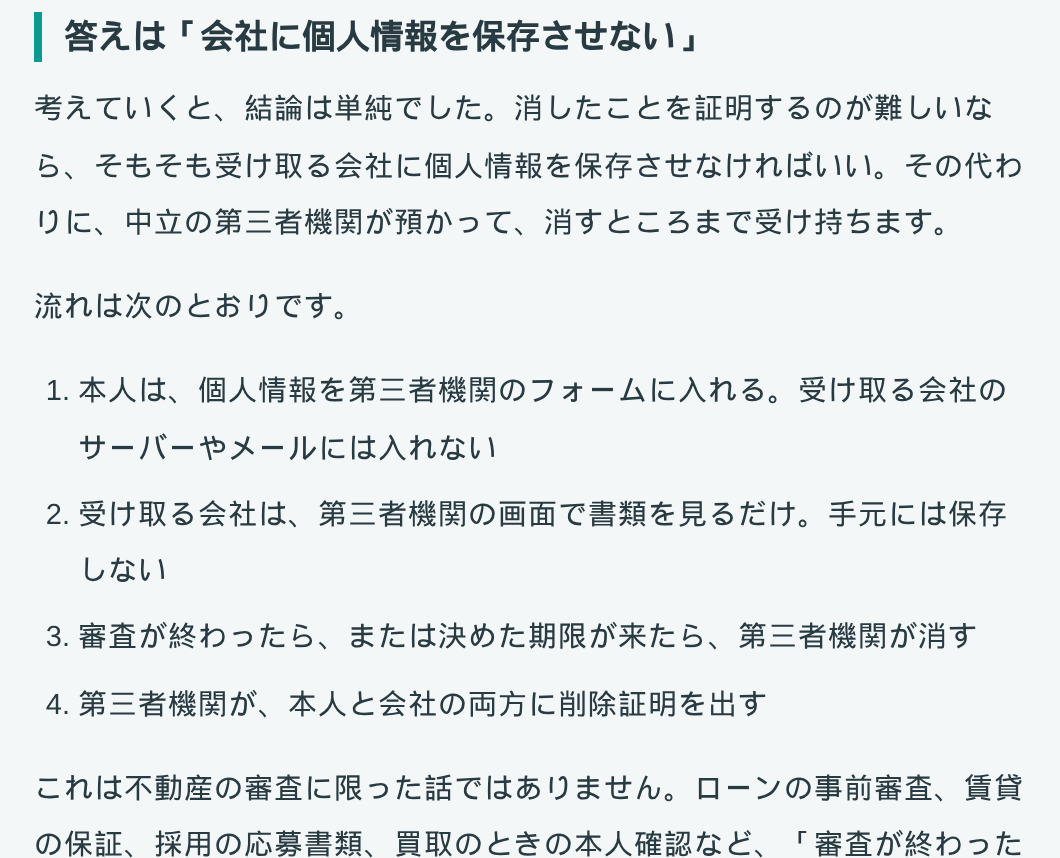 答えは「会社に個人情報を保存させない」
考えていくと、結論は単純でした。消したことを証明するのが難しいな
ら、そもそも受け取る会社に個人情報を保存させなければいい。その代わ
りに、中立の第三者機関が預かって、消すところまで受け持ちます。
流れは次のとおりです。
1. 本人は、個人情報を第三者機関のフォームに入れる。受け取る会社の
サーバーやメールには入れない
2. 受け取る会社は、第三者機関の画面で書類を見るだけ。手元には保存
しない
3. 審査が終わったら、または決めた期限が来たら、第三者機関が消す
4. 第三者機関が、本人と会社の両方に削除証明を出す
これは不動産の審査に限った話ではありません。ローンの事前審査、賃貸
の保証、採用の応募書類、買取のときの本人確認など、「審査が終わった